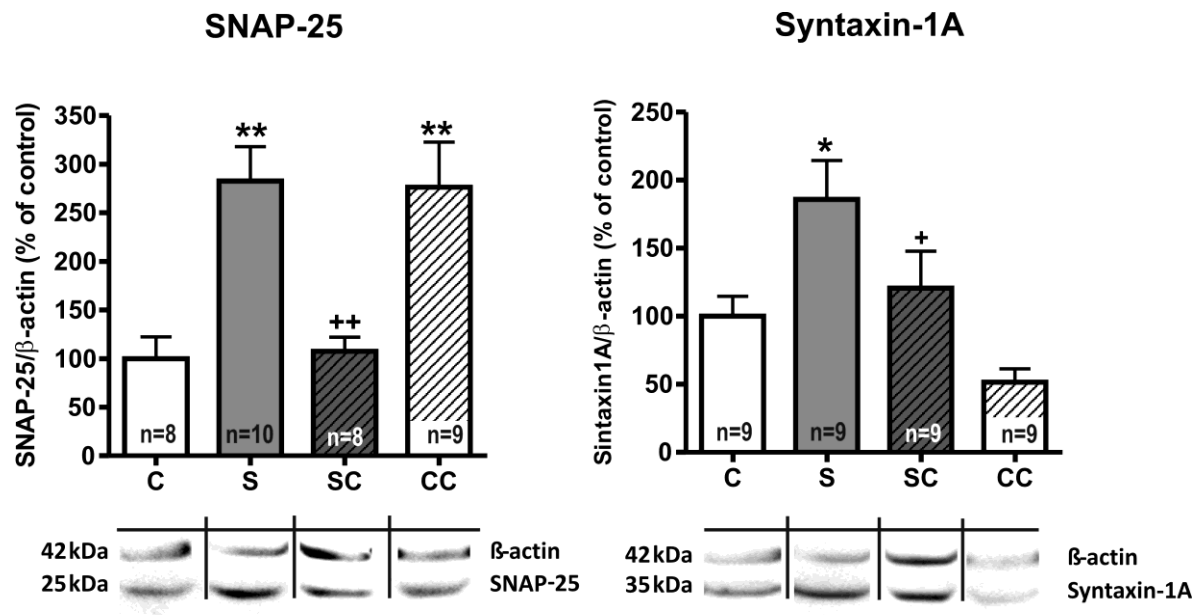 SNAP-25
SNAP-25/β-actin (% of control)
350
300
250
200
150
100
50
0
**
**
++
n=8
n=10
n=8
n=9
C
S
SC
CC
42 kDa
ß-actin
25 kDa
SNAP-25
Syntaxin-1A
Sintaxin1A/β-actin (% of control)
250
200
150
100
50
0
*
+
n=9
n=9
n=9
n=9
C
S
SC
CC
42 kDa
ß-actin
35 kDa
Syntaxin-1A